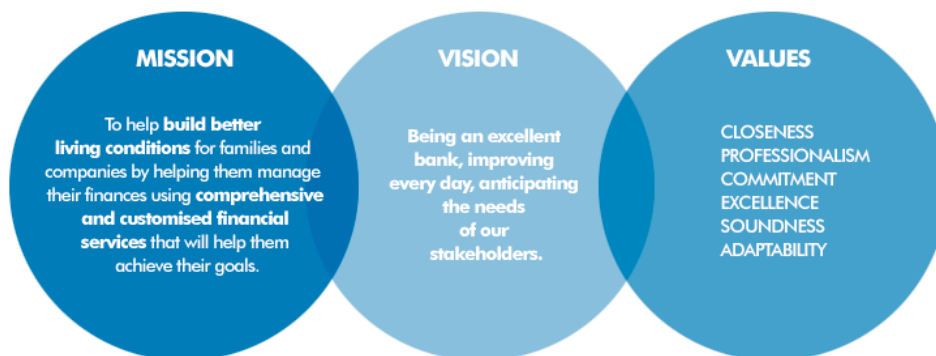 MISSION
To help build better
living conditions for families and
companies by helping them manage
their finances using comprehensive
and customised financial
services that will help them
achieve their goals.
VISION
Being an excellent
bank, improving
every day, anticipating
the needs
of our
stakeholders.
VALUES
CLOSENESS
PROFESSIONALISM
COMMITMENT
EXCELLENCE
SOUNDNESS
ADAPTABILITY